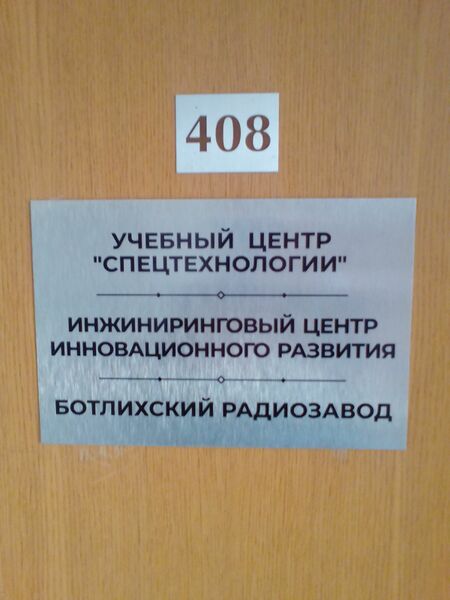 408
УЧЕБНЫЙ ЦЕНТР
"СПЕЦТЕХНОЛОГИИ"
ИНЖИНИРИНГОВЫЙ ЦЕНТР
ИННОВАЦИОННОГО РАЗВИТИЯ
БОТЛИХСКИЙ РАДИОЗАВОД